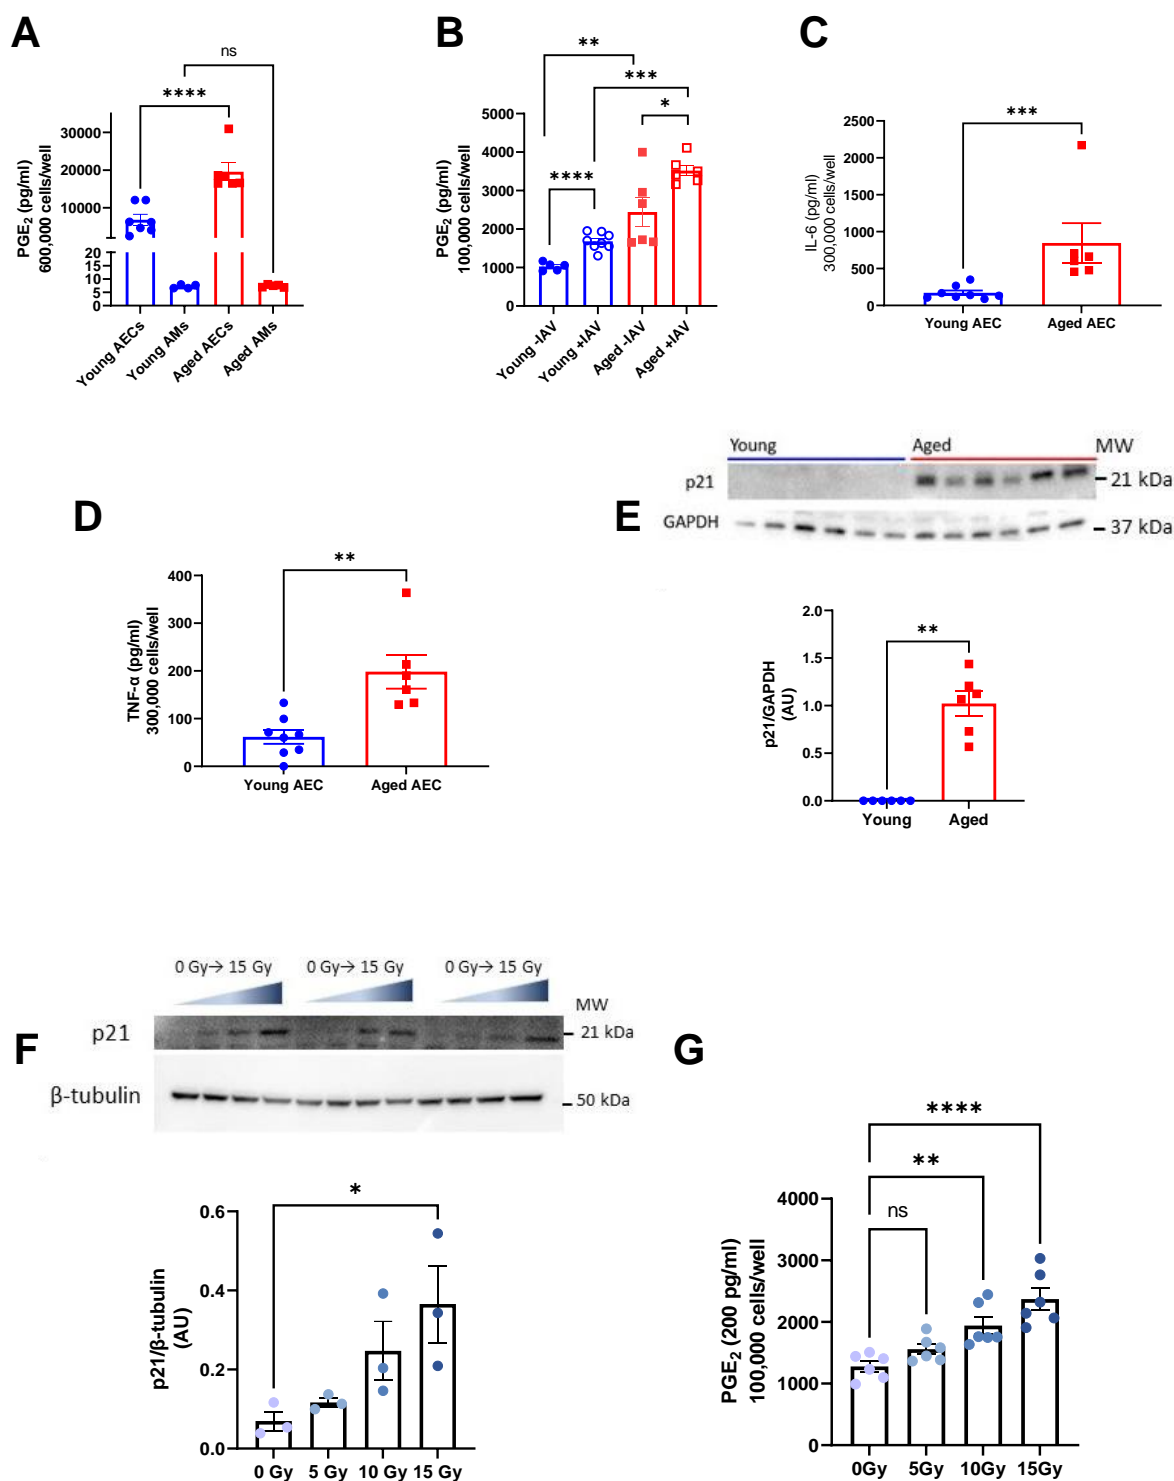 A
ns
****
PGE2 (pg/ml)
600,000 cells/well
30000
20000
10000
20
15
10
5
0
Young AECs
Young AMs
Aged AECs
Aged AMs
B
**
***
*
****
PGE2 (pg/ml)
100,000 cells/well
5000
4000
3000
2000
1000
0
Young -IAV
Young +IAV
Aged -IAV
Aged +IAV
C
***
IL-6 (pg/ml)
300,000 cells/well
2500
2000
1500
1000
500
0
Young AEC
Aged AEC
D
**
TNF-α (pg/ml)
300,000 cells/well
400
300
200
100
0
Young AEC
Aged AEC
E
Young
Aged
MW
p21
21 kDa
GAPDH
37 kDa
**
p21/GAPDH
(AU)
2.0
1.5
1.0
0.5
0.0
Young
Aged
F
0 Gy→ 15 Gy
0 Gy→ 15 Gy
0 Gy→ 15 Gy
MW
p21
21 kDa
β-tubulin
50 kDa
*
p21/β-tubulin
(AU)
0.6
0.4
0.2
0.0
0 Gy
5 Gy
10 Gy
15 Gy
G
****
**
ns
PGE2 (200 pg/ml)
100,000 cells/well
4000
3000
2000
1000
0
0Gy
5Gy
10Gy
15Gy